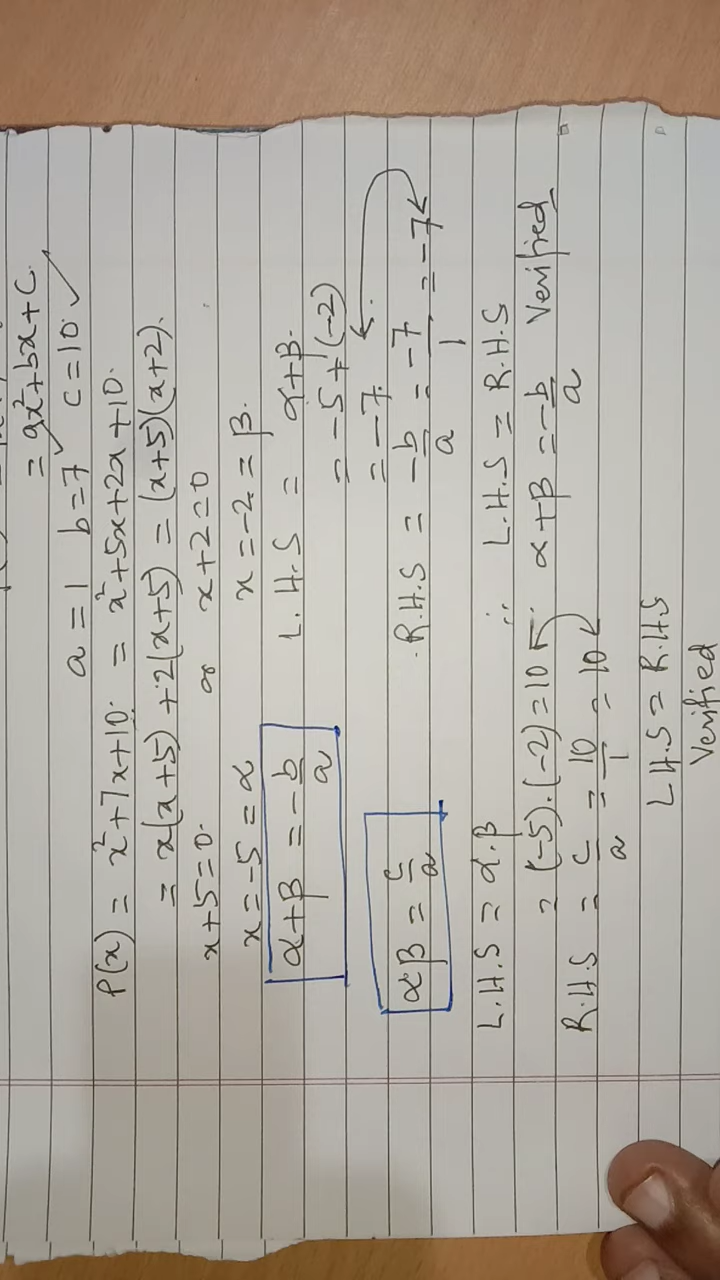 = ax²+bx+c.
a = 1 b=7 c=10.
P(x) = x²+7x+10. = x²+5x+2x+10.
= x(x+5)+2(x+5) = (x+5)(x+2).
x+5=0. or x+2=0
x=-5=α x=-2=β.
α+β = -b/a L.H.S = α+β.
= -5+(-2)
= -7.
αβ = c/a R.H.S = -b/a = -7/1 = -7
L.H.S = α.β ∴ L.H.S = R.H.S
= (-5).(-2)=10 α+β = -b/a Verified
R.H.S = c/a = 10/1 = 10
L.H.S = R.H.S
Verified